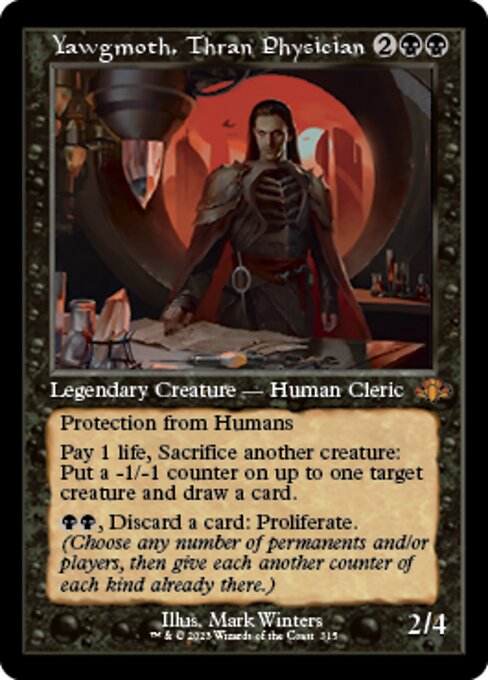 Yawgmoth, Thran Physician 2
Legendary Creature — Human Cleric
Protection from Humans
Pay 1 life, Sacrifice another creature:
Put a -1/-1 counter on up to one target
creature and draw a card.
, Discard a card: Proliferate.
(Choose any number of permanents and/or
players, then give each another counter of
each kind already there.)
Illus. Mark Winters
™ & © 2023 Wizards of the Coast 315
2/4